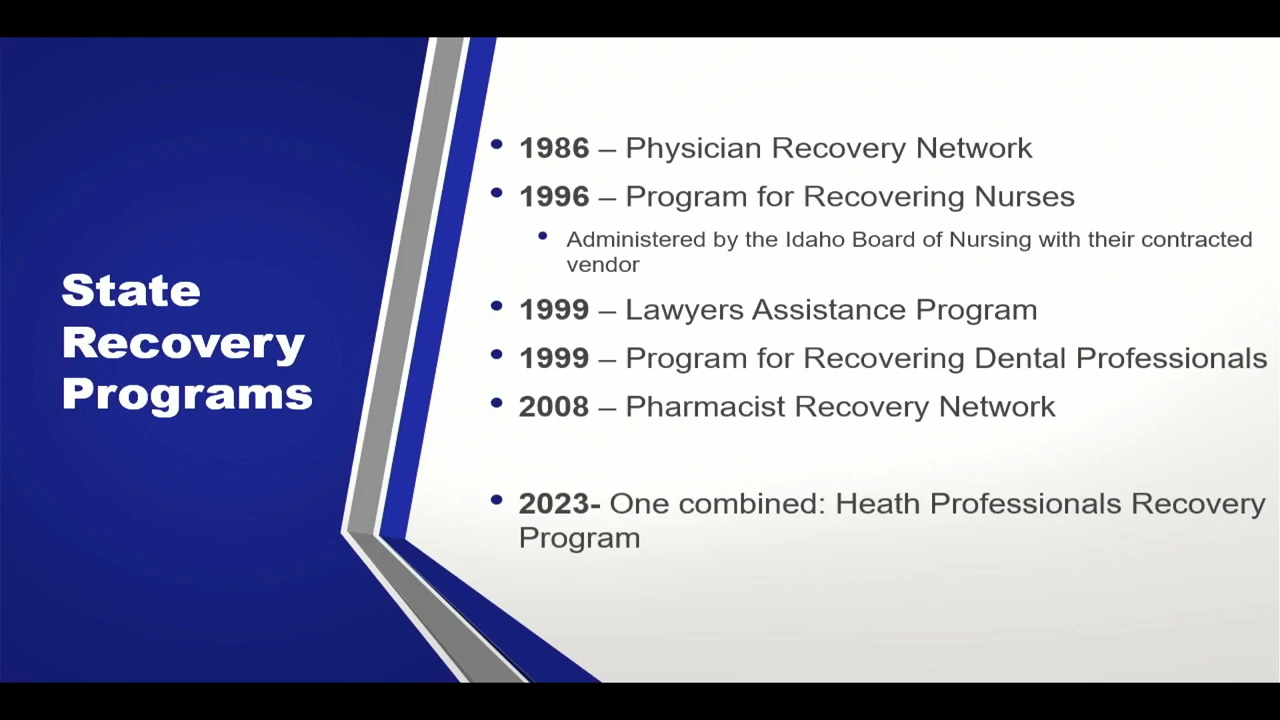 State
Recovery
Programs
• 1986 – Physician Recovery Network
• 1996 – Program for Recovering Nurses
• Administered by the Idaho Board of Nursing with their contracted
vendor
• 1999 – Lawyers Assistance Program
• 1999 – Program for Recovering Dental Professionals
• 2008 – Pharmacist Recovery Network
• 2023- One combined: Heath Professionals Recovery
Program